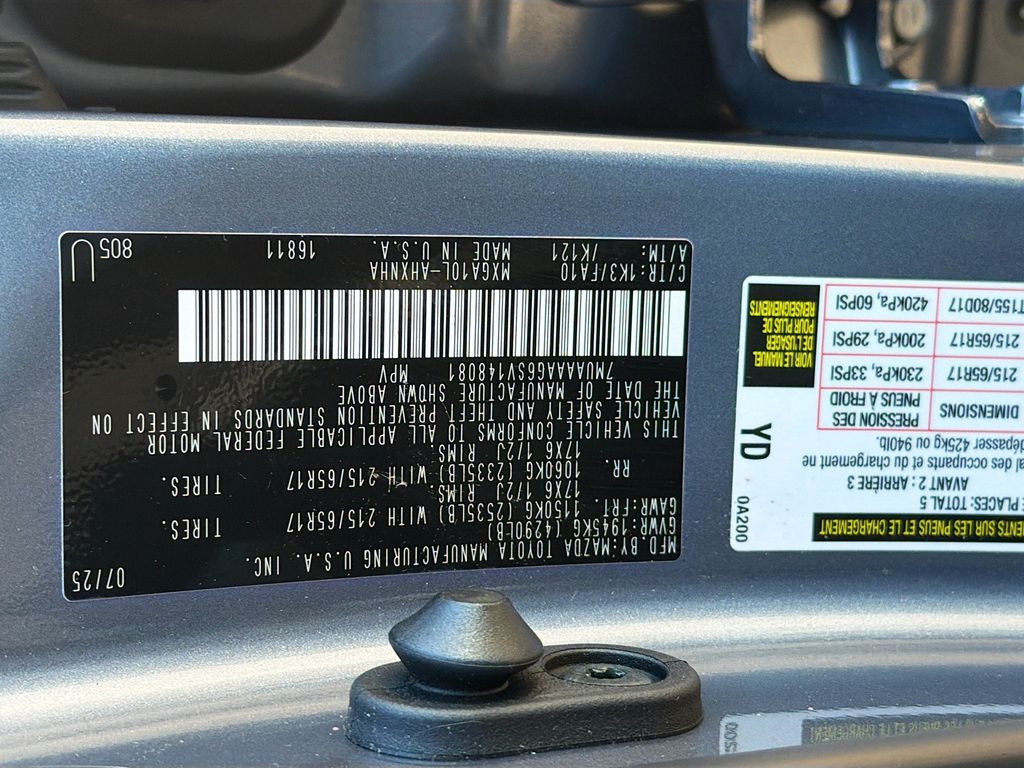 MFD BY:MAZDA TOYOTA MANUFACTURING U.S.A. INC. 07/25
GVWR:1945KG (4290LB)
GAWR:FRT. 1150KG (2535LB) WITH 215/65R17 TIRES.
17X6 1/2J RIMS
RR. 1060KG (2335LB) WITH 215/65R17 TIRES.
17X6 1/2J RIMS.
THIS VEHICLE CONFORMS TO ALL APPLICABLE FEDERAL MOTOR
VEHICLE SAFETY AND THEFT PREVENTION STANDARDS IN EFFECT ON
THE DATE OF MANUFACTURE SHOWN ABOVE
7MUAAAAG6SV148081 MPV
C/TR:1K3/FA10 MXGA10L-AHXNHA
A/TM: /K121 MADE IN U.S.A. 16811
805 U
ENTS SUR LES PNEUS ET LE CHARGEMENT
PLACES: TOTAL 5
AVANT 2 : ARRIÈRE 3
0A200
al des occupants et du chargement ne
dépasser 425kg ou 940lb.
YD
DIMENSIONS PRESSION DES PNEUS À FROID
215/65R17 230kPa, 33PSI
215/65R17 200kPa, 29PSI
T155/80D17 420kPa, 60PSI
VOIR LE MANUEL
DE L'USAGER
POUR PLUS DE
RENSEIGNEMENTS